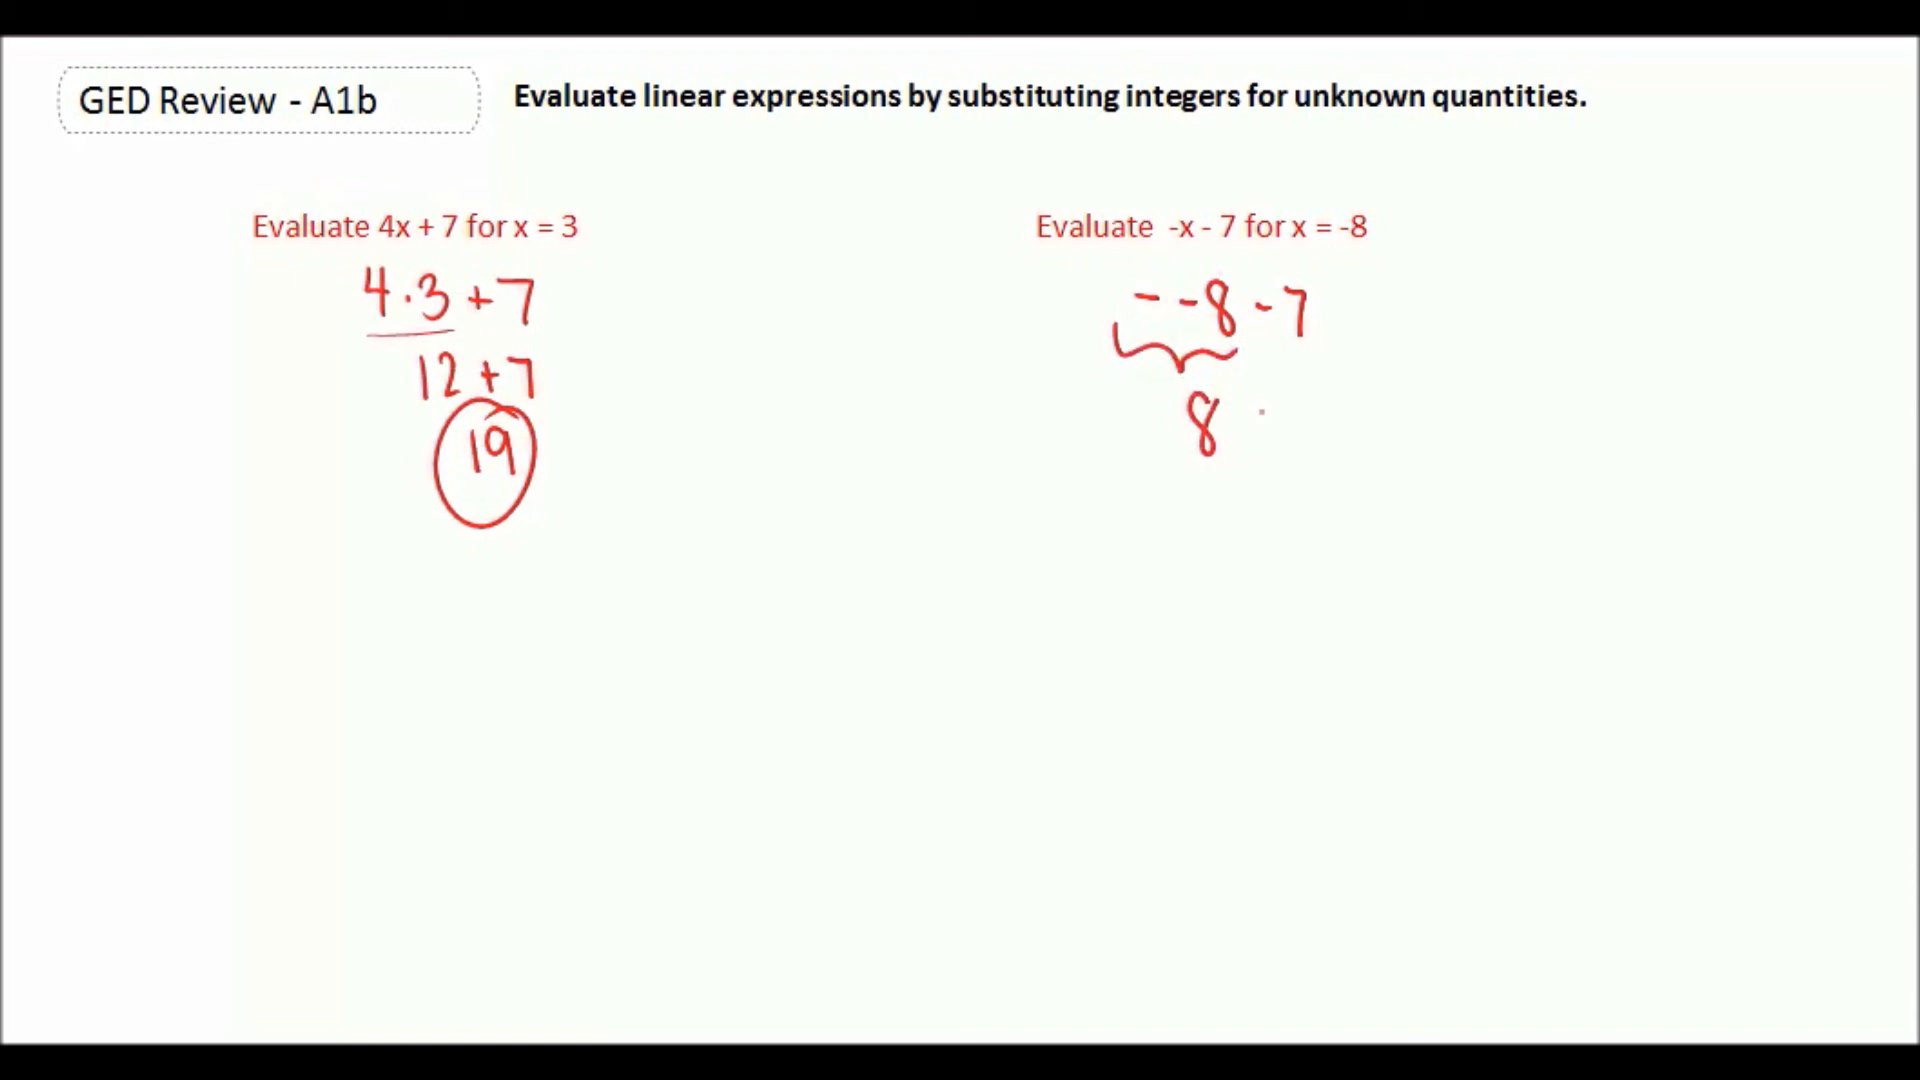 GED Review - A1b
Evaluate linear expressions by substituting integers for unknown quantities.
Evaluate 4x + 7 for x = 3
4·3 + 7
12 + 7
19
Evaluate -x - 7 for x = -8
- -8 - 7
8